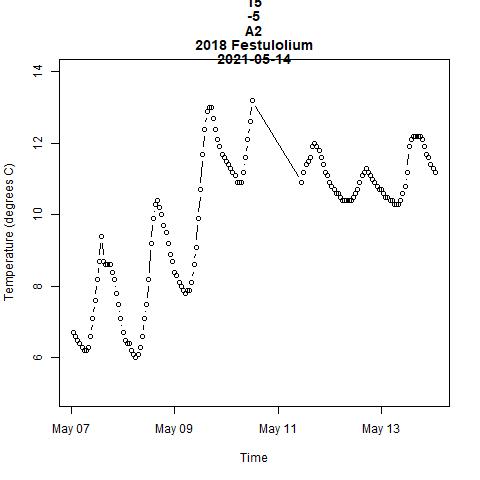 15
-5
A2
2018 Festulolium
2021-05-14
14
12
10
8
6
Temperature (degrees C)
May 07
May 09
May 11
May 13
Time